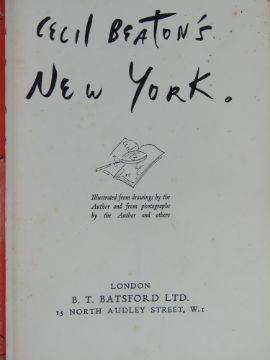 CECIL BEATON'S
NEW YORK.
Illustrated from drawings by the
Author and from photographs
by the Author and others
LONDON
B. T. BATSFORD LTD.
15 NORTH AUDLEY STREET, W.1